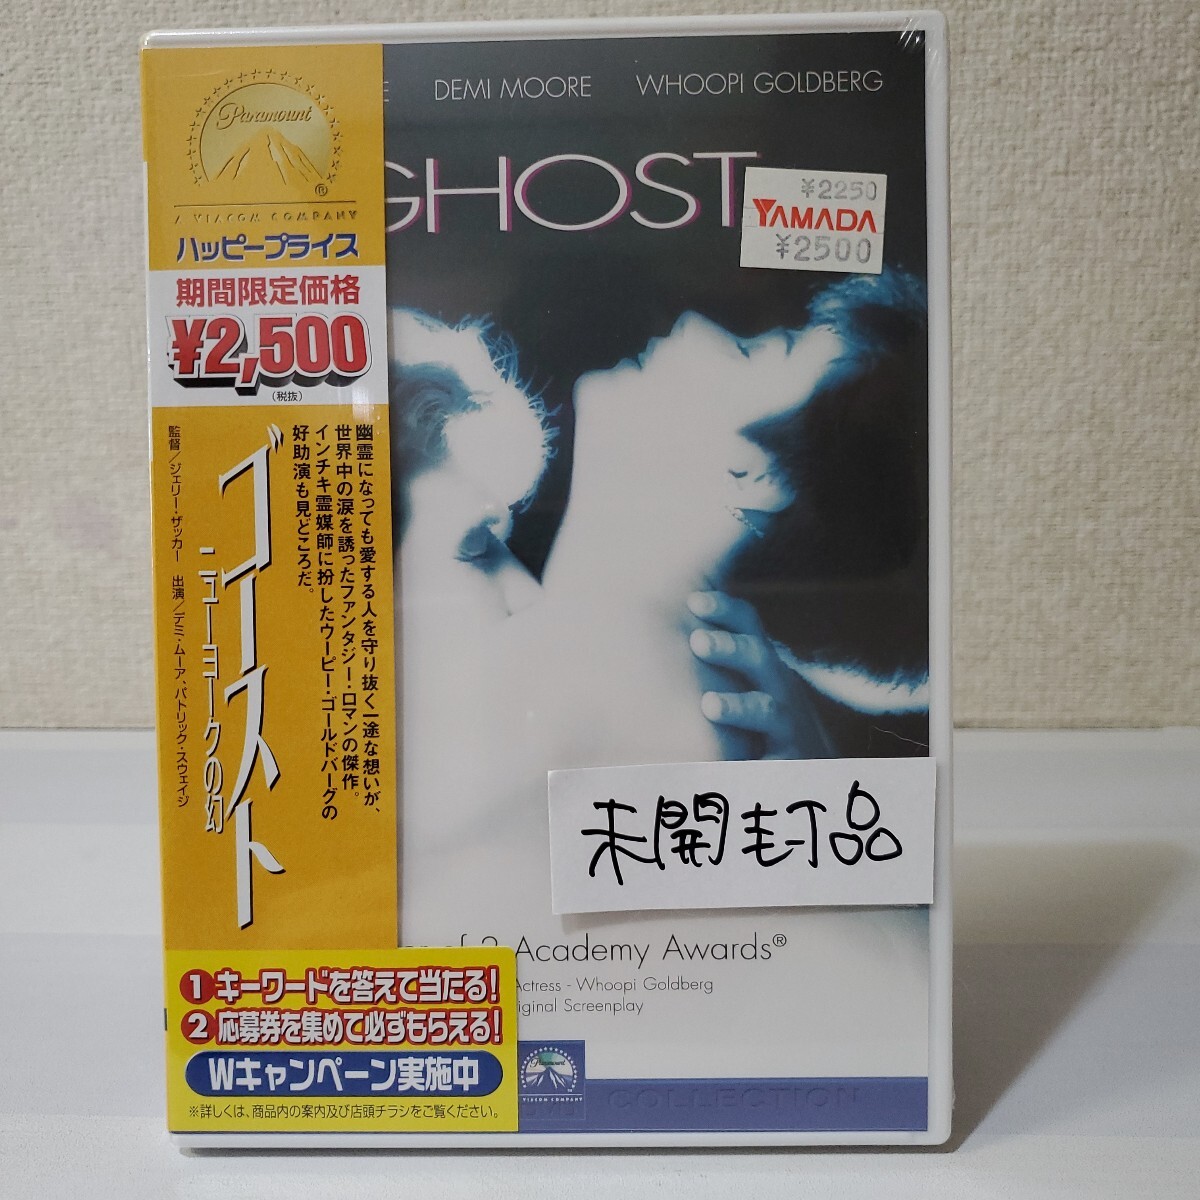 DEMI MOORE WHOOPI GOLDBERG
GHOST
¥2250
YAMADA
¥2500
Paramount
®
A VIACOM COMPANY
ハッピープライス
期間限定価格
¥2,500
(税抜)
幽霊になっても愛する人を守り抜く一途な想いが、
世界中の涙を誘ったファンタジー・ロマンの傑作。
インチキ霊媒師に扮したウーピー・ゴールドバーグの
好助演も見どころだ。
ゴースト
ニューヨークの幻
監督/ジェリー・ザッカー 出演/デミ・ムーア、パトリック・スウェイジ
未開封品
of 2 Academy Awards®
Actress - Whoopi Goldberg
iginal Screenplay
1 キーワードを答えて当たる!
2 応募券を集めて必ずもらえる!
Wキャンペーン実施中
※詳しくは、商品内の案内及び店頭チラシをご覧ください。
Paramount
A VIACOM COMPANY
COLLECTION